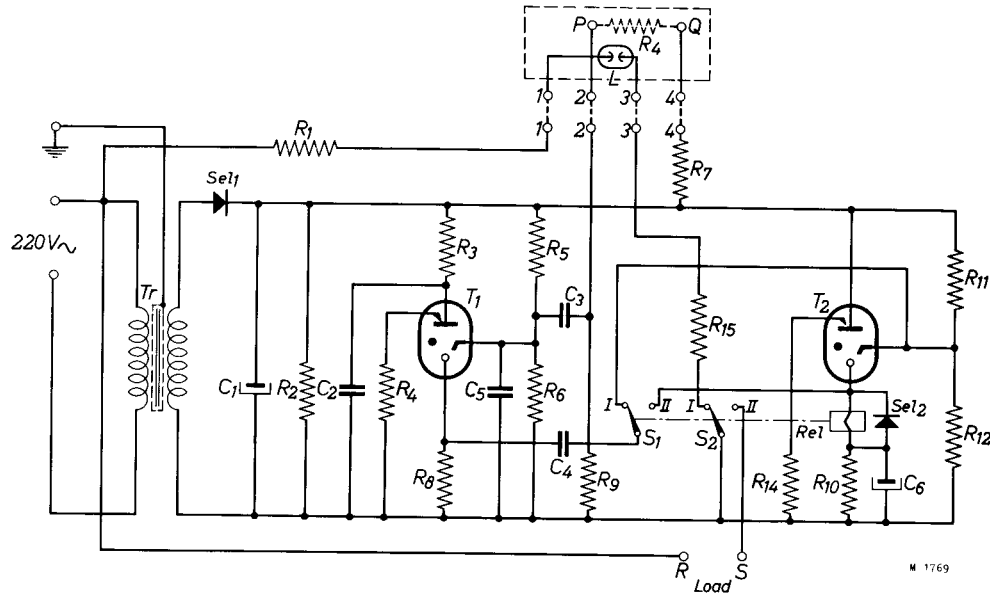 P R4 Q
L
1 2 3 4
1 2 3 4
R1
R7
Sel1
220V~
R3 R5
R11
Tr
T1
C3
T2
R15
C1 R2 C2 R4
C5 R6
I II
S1
I II
S2
Rel
Sel2
R12
C4
R8 R9
R14 R10 C6
R Load S
M 1769